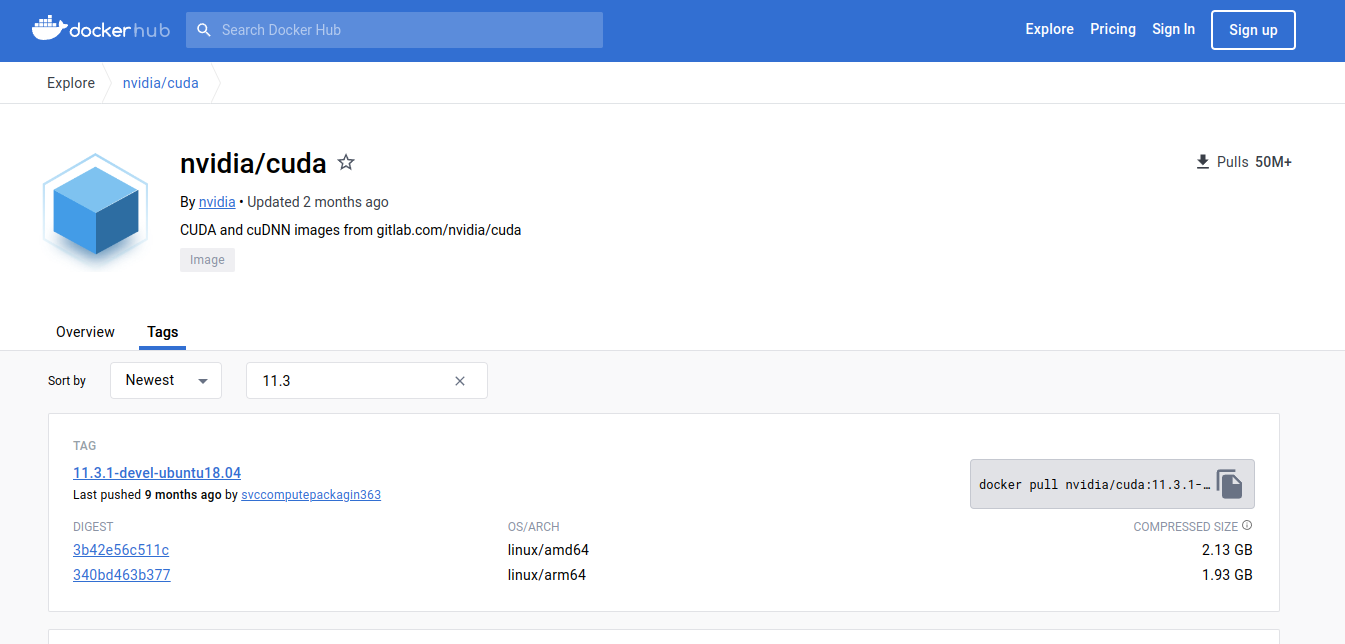 dockerhub
Search Docker Hub
Explore Pricing Sign In Sign up
Explore nvidia/cuda
nvidia/cuda
Pulls 50M+
By nvidia • Updated 2 months ago
CUDA and cuDNN images from gitlab.com/nvidia/cuda
Image
Overview Tags
Sort by Newest 11.3
TAG
11.3.1-devel-ubuntu18.04
Last pushed 9 months ago by svccomputepackagin363
docker pull nvidia/cuda:11.3.1-…
DIGEST OS/ARCH COMPRESSED SIZE
3b42e56c511c linux/amd64 2.13 GB
340bd463b377 linux/arm64 1.93 GB